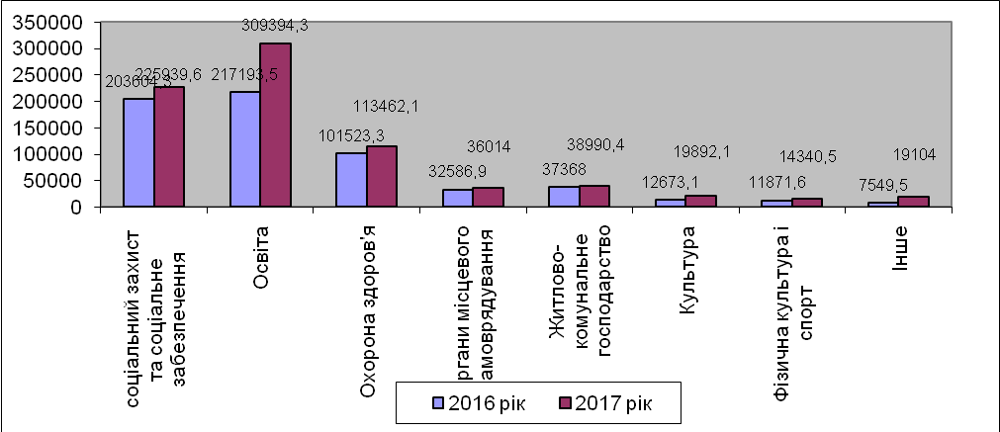 350000
300000
250000
200000
150000
100000
50000
0
203604,3
225939,6
217193,5
309394,3
101523,3
113462,1
32586,9
36014
37368
38990,4
12673,1
19892,1
11871,6
14340,5
7549,5
19104
соціальний захист
та соціальне
забезпечення
Освіта
Охорона здоров'я
ргани місцевого
амоврядування
Житлово-
комунальне
господарство
Культура
Фізична культура і
спорт
Інше
2016 рік
2017 рік